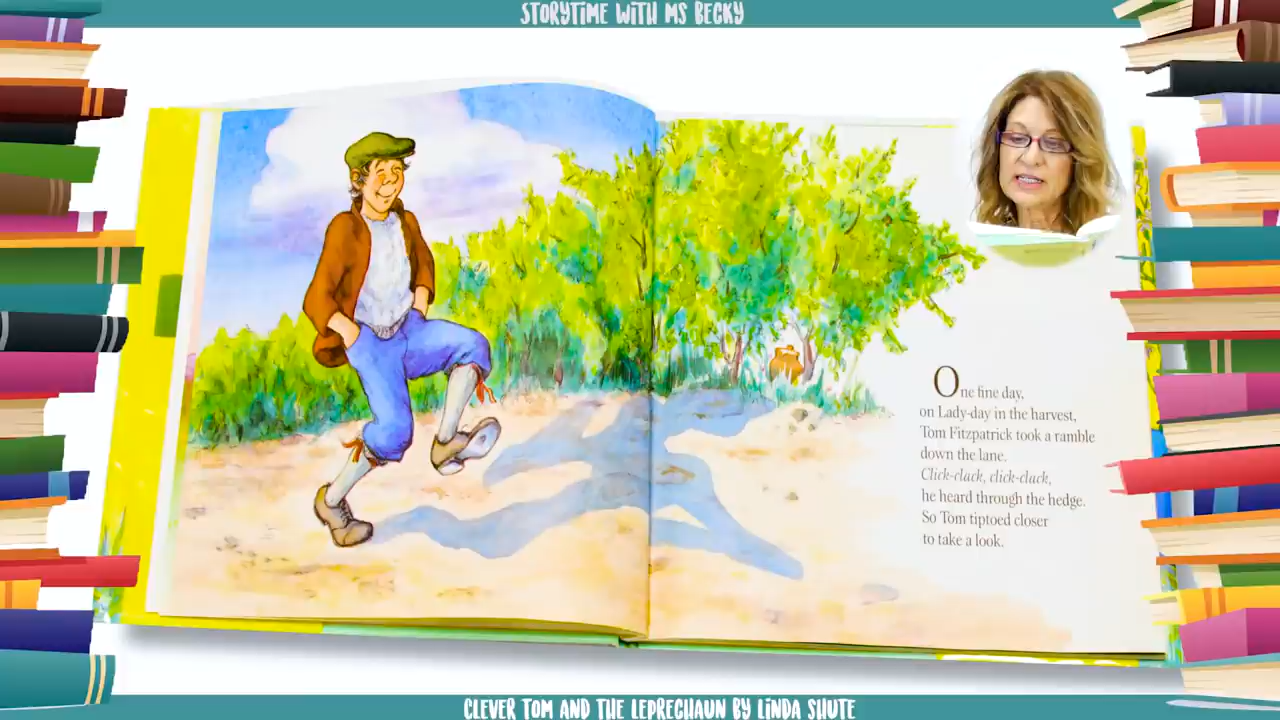 STORYTIME WITH MS BECKY
One fine day,
on Lady-day in the harvest,
Tom Fitzpatrick took a ramble
down the lane.
Click-clack, click-clack,
he heard through the hedge.
So Tom tiptoed closer
to take a look.
CLEVER TOM AND THE LEPRECHAUN BY LINDA SHUTE